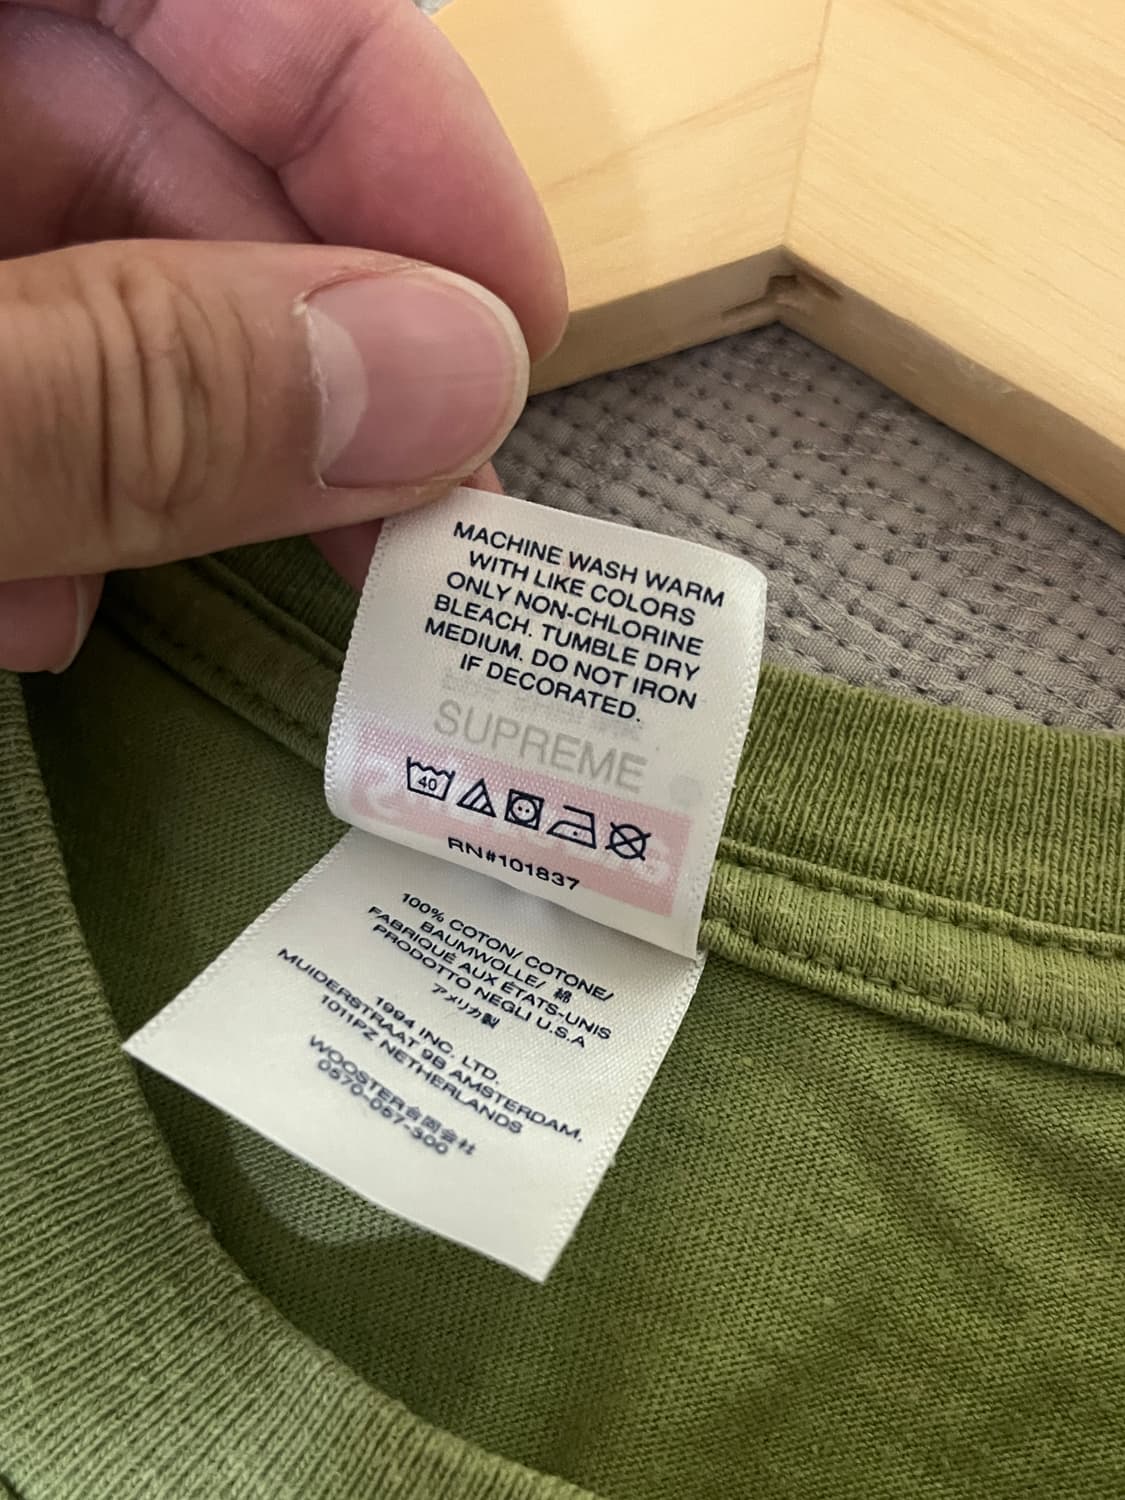 MACHINE WASH WARM
WITH LIKE COLORS
ONLY NON-CHLORINE
BLEACH. TUMBLE DRY
MEDIUM. DO NOT IRON
IF DECORATED.
SUPREME
40
RN#101837
100% COTON/ COTONE/
BAUMWOLLE/ 綿
FABRIQUÉ AUX ÉTATS-UNIS
PRODOTTO NEGLI U.S.A
アメリカ製
1994 INC. LTD.
MUIDERSTRAAT 9B AMSTERDAM,
1011PZ NETHERLANDS
WOOSTER合同会社
0570-057-300